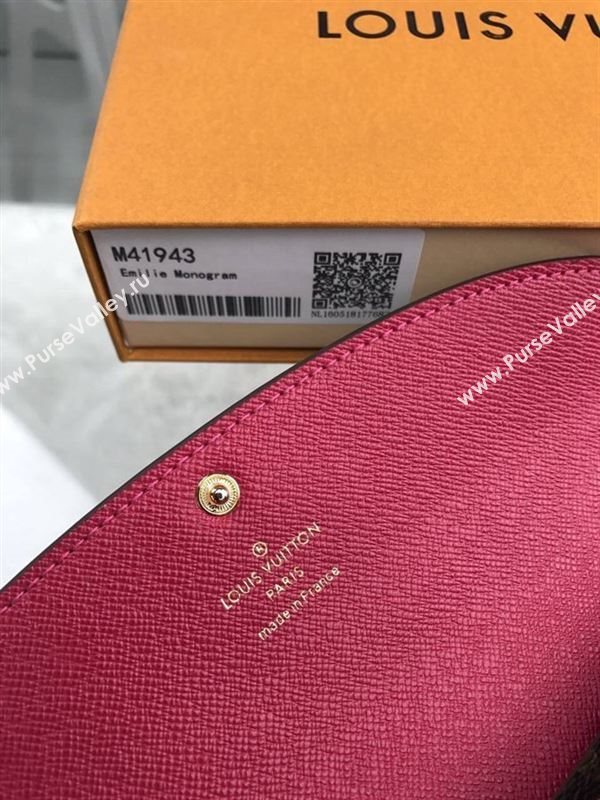 LOUIS VU
M41943
Emilie Monogram
www.PurseValley.ru
www.PurseValley.
LOUIS VUITTON
PARIS
made in France